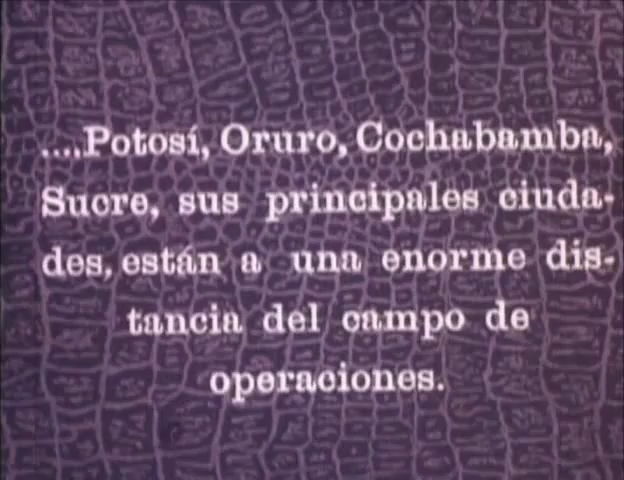 ....Potosí, Oruro, Cochabamba,
Sucre, sus principales ciuda-
des, están a una enorme dis-
tancia del campo de
operaciones.